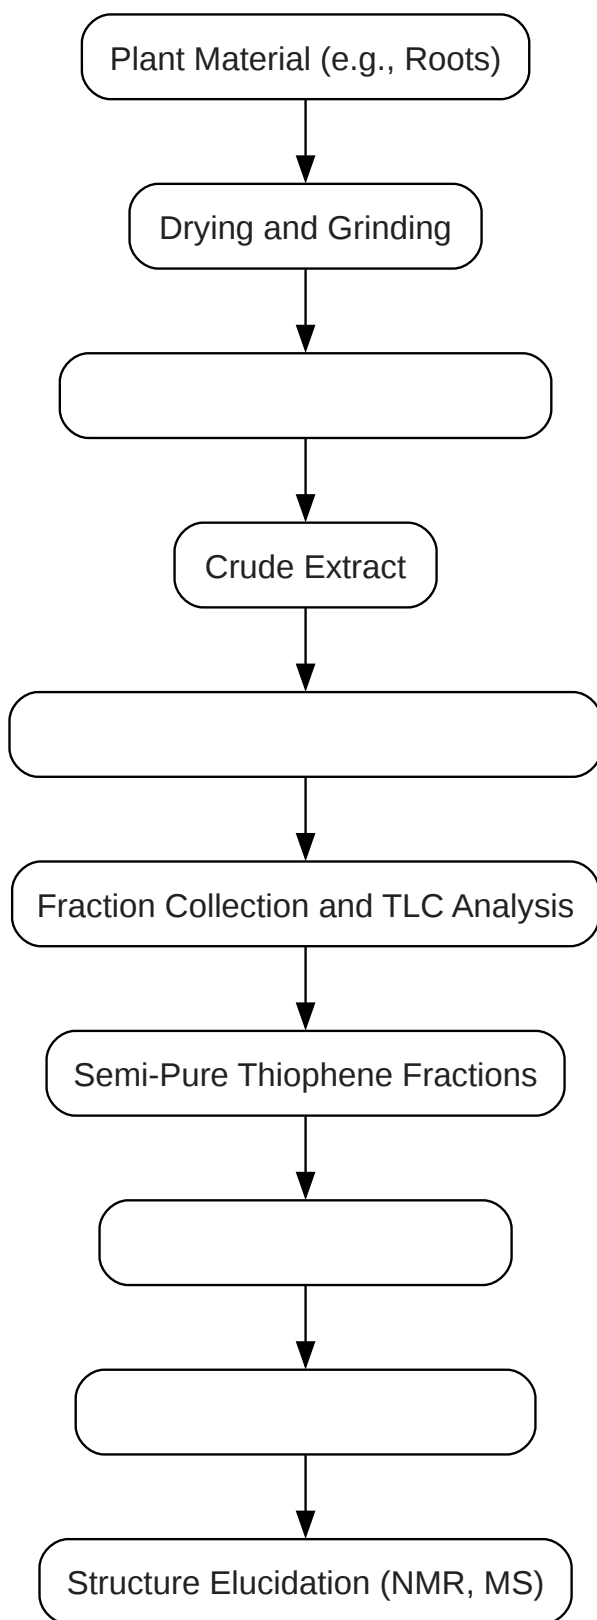 Plant Material (e.g., Roots)
Drying and Grinding
Crude Extract
Fraction Collection and TLC Analysis
Semi-Pure Thiophene Fractions
Structure Elucidation (NMR, MS)